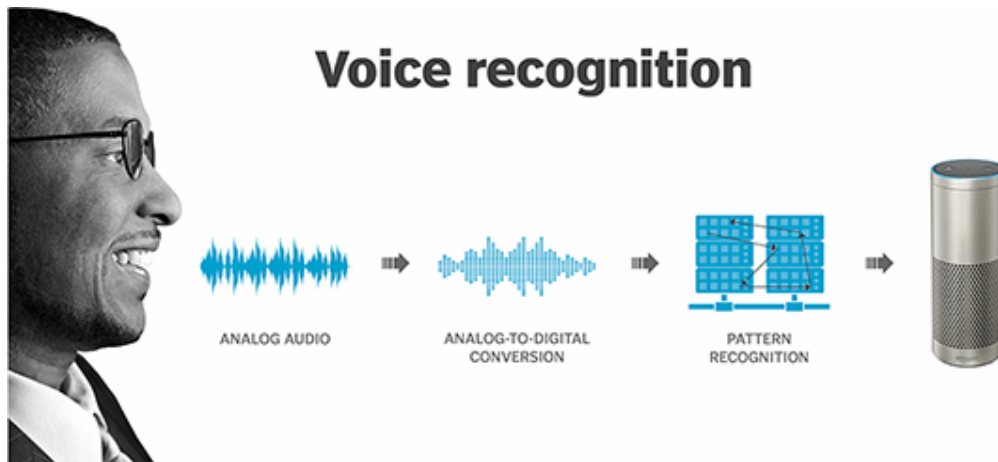 Voice recognition
ANALOG AUDIO
ANALOG-TO-DIGITAL
CONVERSION
PATTERN
RECOGNITION